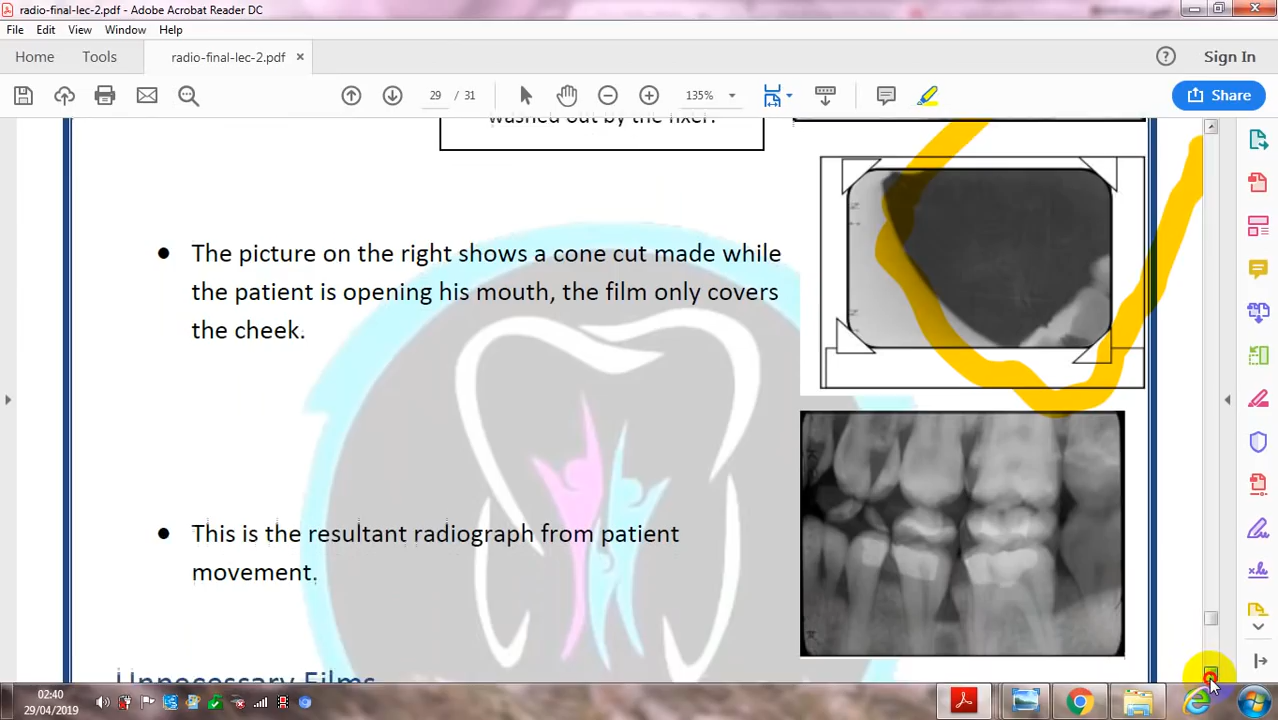 radio-final-lec-2.pdf - Adobe Acrobat Reader DC
File Edit View Window Help
Home Tools radio-final-lec-2.pdf × ? Sign In
29 / 31 135% Share
washed out by the fixer.
● The picture on the right shows a cone cut made while
the patient is opening his mouth, the film only covers
the cheek.
● This is the resultant radiograph from patient
movement.
Unnecessary Films
02:40
29/04/2019